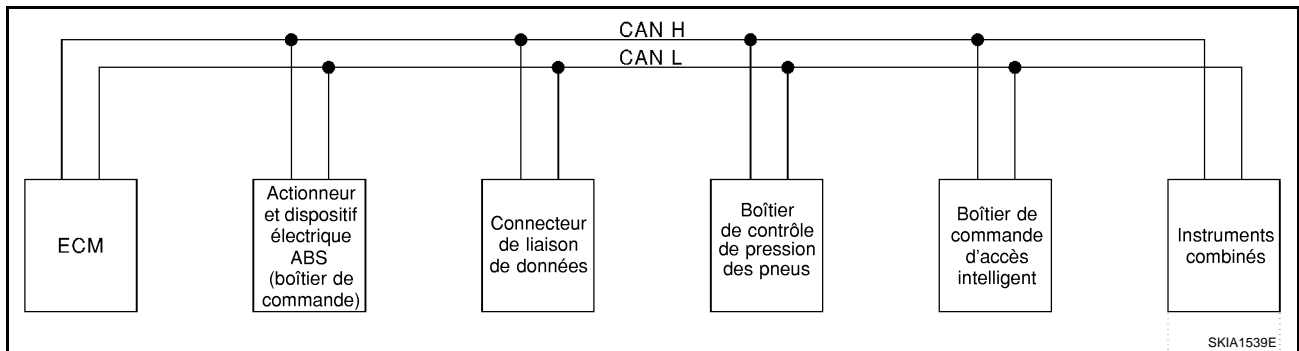 CAN H
CAN L
ECM
Actionneur
et dispositif
électrique
ABS
(boîtier de
commande)
Connecteur
de liaison
de données
Boîtier
de contrôle
de pression
des pneus
Boîtier de
commande
d'accès
intelligent
Instruments
combinés
SKIA1539E